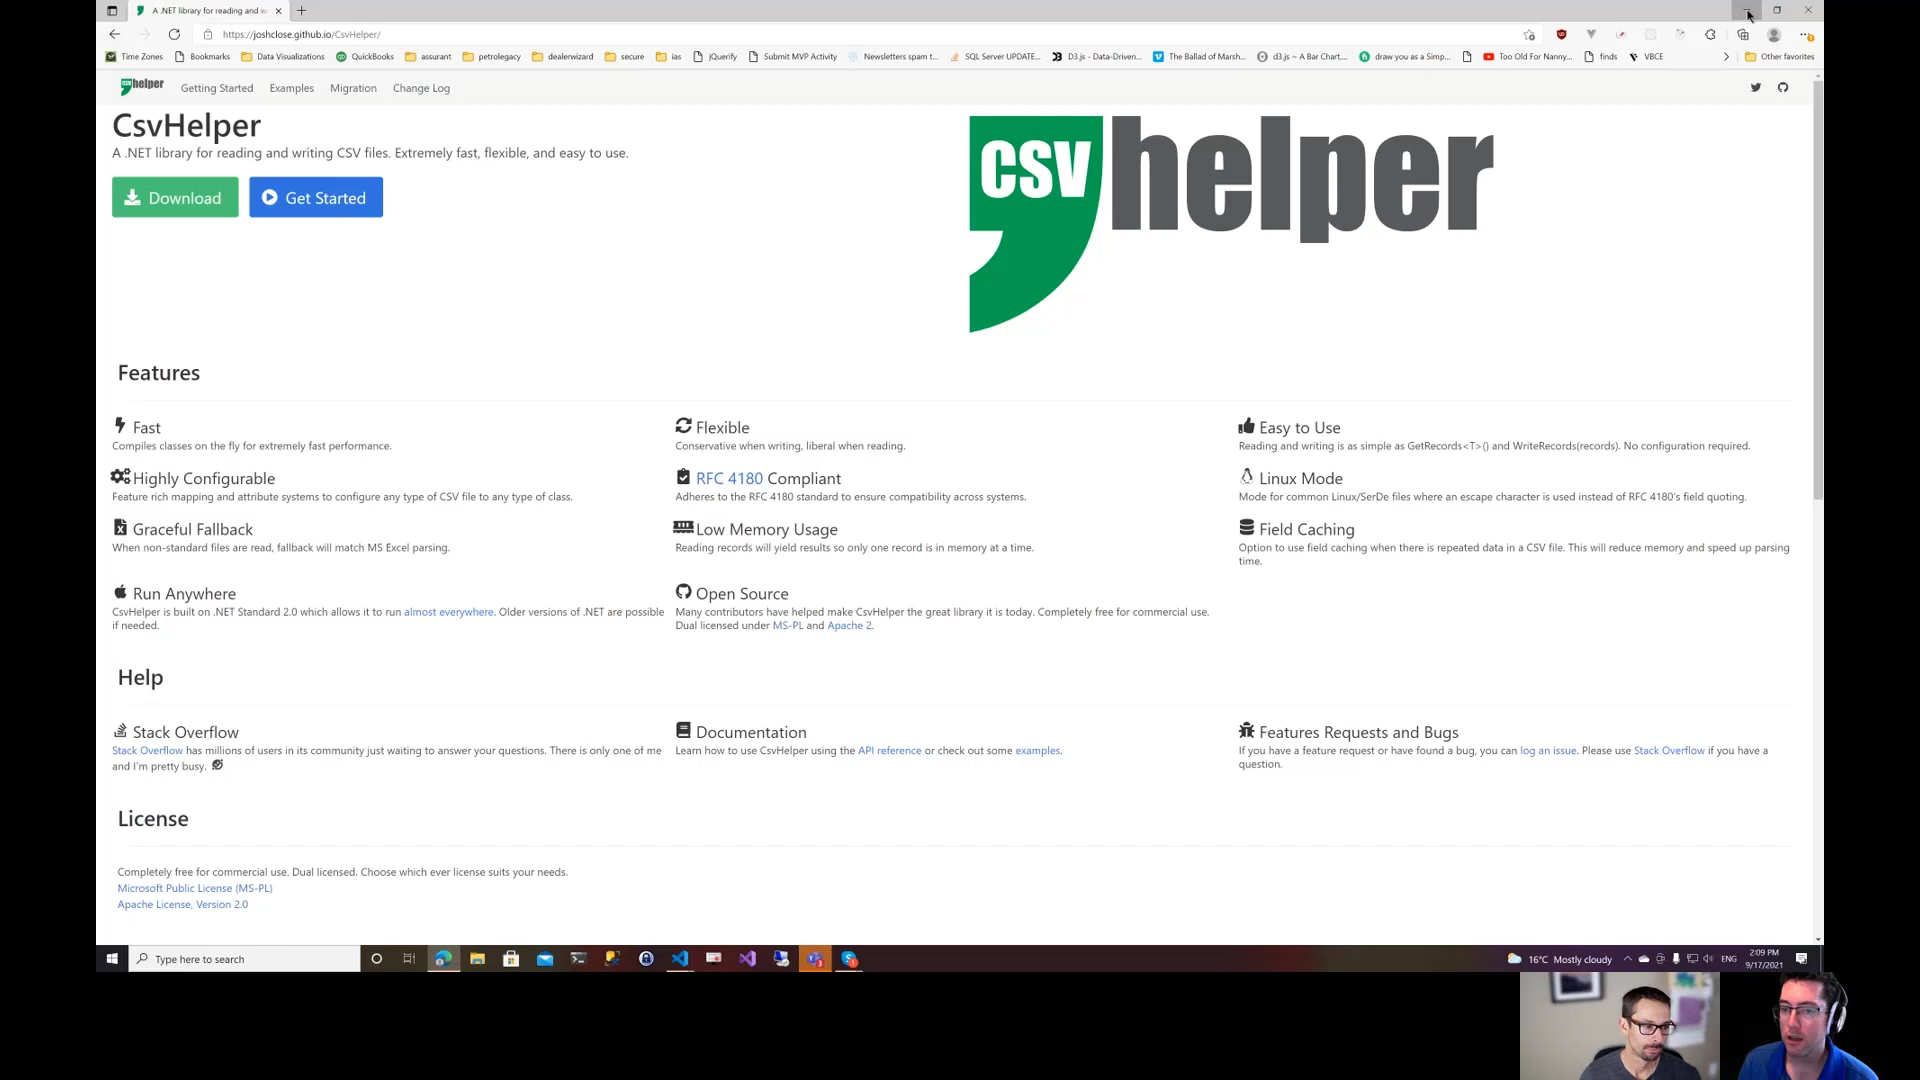 A .NET library for reading and w
https://joshclose.github.io/CsvHelper/
Time Zones
Bookmarks
Data Visualizations
QuickBooks
assurant
petrolegacy
dealerwizard
secure
ias
jQuerify
Submit MVP Activity
Newsletters spam t...
SQL Server UPDATE...
D3.js - Data-Driven...
The Ballad of Marsh...
d3.js ~ A Bar Chart,...
draw you as a Simp...
Too Old For Nanny...
finds
VBCE
Other favorites
csv helper
Getting Started
Examples
Migration
Change Log
CsvHelper
A .NET library for reading and writing CSV files. Extremely fast, flexible, and easy to use.
Download
Get Started
csv helper
Features
Fast
Compiles classes on the fly for extremely fast performance.
Flexible
Conservative when writing, liberal when reading.
Easy to Use
Reading and writing is as simple as GetRecords<T>() and WriteRecords(records). No configuration required.
Highly Configurable
Feature rich mapping and attribute systems to configure any type of CSV file to any type of class.
RFC 4180 Compliant
Adheres to the RFC 4180 standard to ensure compatibility across systems.
Linux Mode
Mode for common Linux/SerDe files where an escape character is used instead of RFC 4180's field quoting.
Graceful Fallback
When non-standard files are read, fallback will match MS Excel parsing.
Low Memory Usage
Reading records will yield results so only one record is in memory at a time.
Field Caching
Option to use field caching when there is repeated data in a CSV file. This will reduce memory and speed up parsing
time.
Run Anywhere
CsvHelper is built on .NET Standard 2.0 which allows it to run almost everywhere. Older versions of .NET are possible
if needed.
Open Source
Many contributors have helped make CsvHelper the great library it is today. Completely free for commercial use.
Dual licensed under MS-PL and Apache 2.
Help
Stack Overflow
Stack Overflow has millions of users in its community just waiting to answer your questions. There is only one of me
and I'm pretty busy.
Documentation
Learn how to use CsvHelper using the API reference or check out some examples.
Features Requests and Bugs
If you have a feature request or have found a bug, you can log an issue. Please use Stack Overflow if you have a
question.
License
Completely free for commercial use. Dual licensed. Choose which ever license suits your needs.
Microsoft Public License (MS-PL)
Apache License, Version 2.0
Type here to search
16°C Mostly cloudy
ENG
2:09 PM
9/17/2021